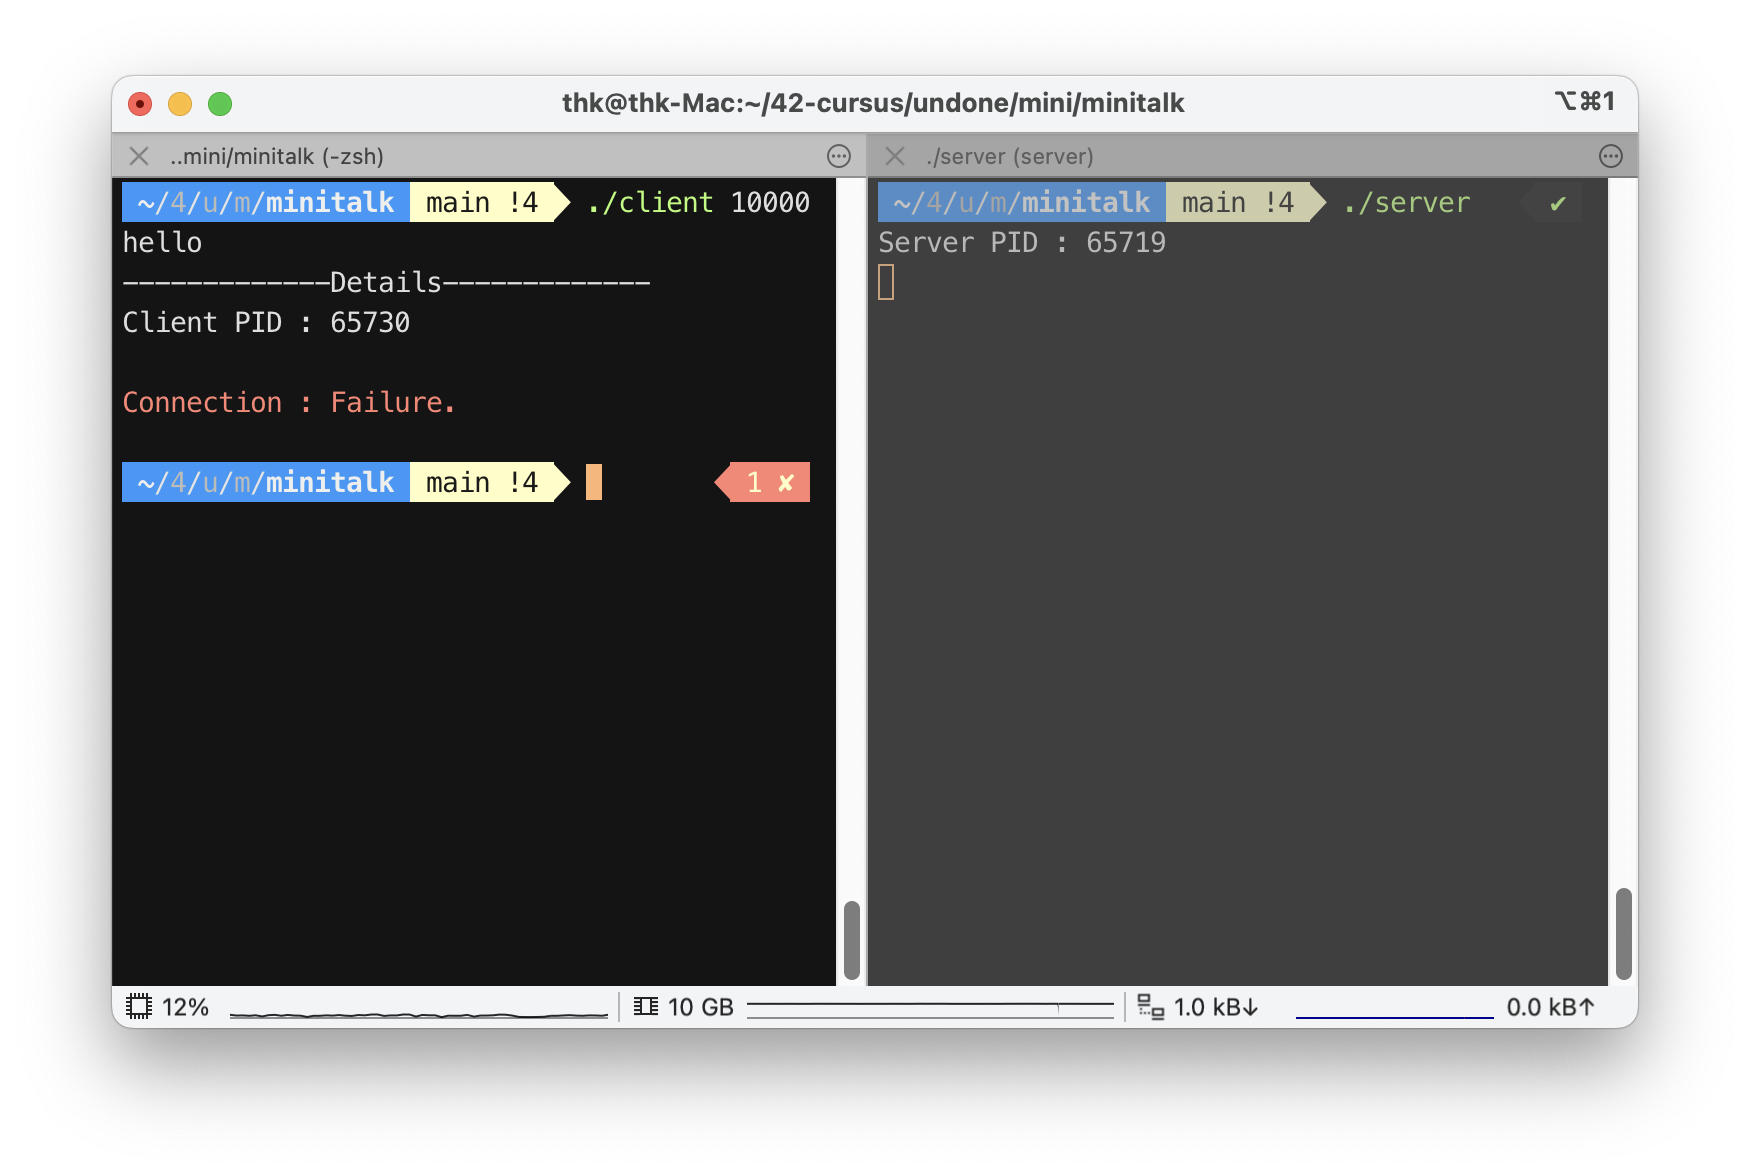 thk@thk-Mac:~/42-cursus/undone/mini/minitalk ⌥⌘1
..mini/minitalk (-zsh)
~/4/u/m/minitalk main !4 ./client 10000
hello
-------------Details-------------
Client PID : 65730
Connection : Failure.
~/4/u/m/minitalk main !4 1 ✘
./server (server)
~/4/u/m/minitalk main !4 ./server ✔
Server PID : 65719
12% 10 GB 1.0 kB↓ 0.0 kB↑